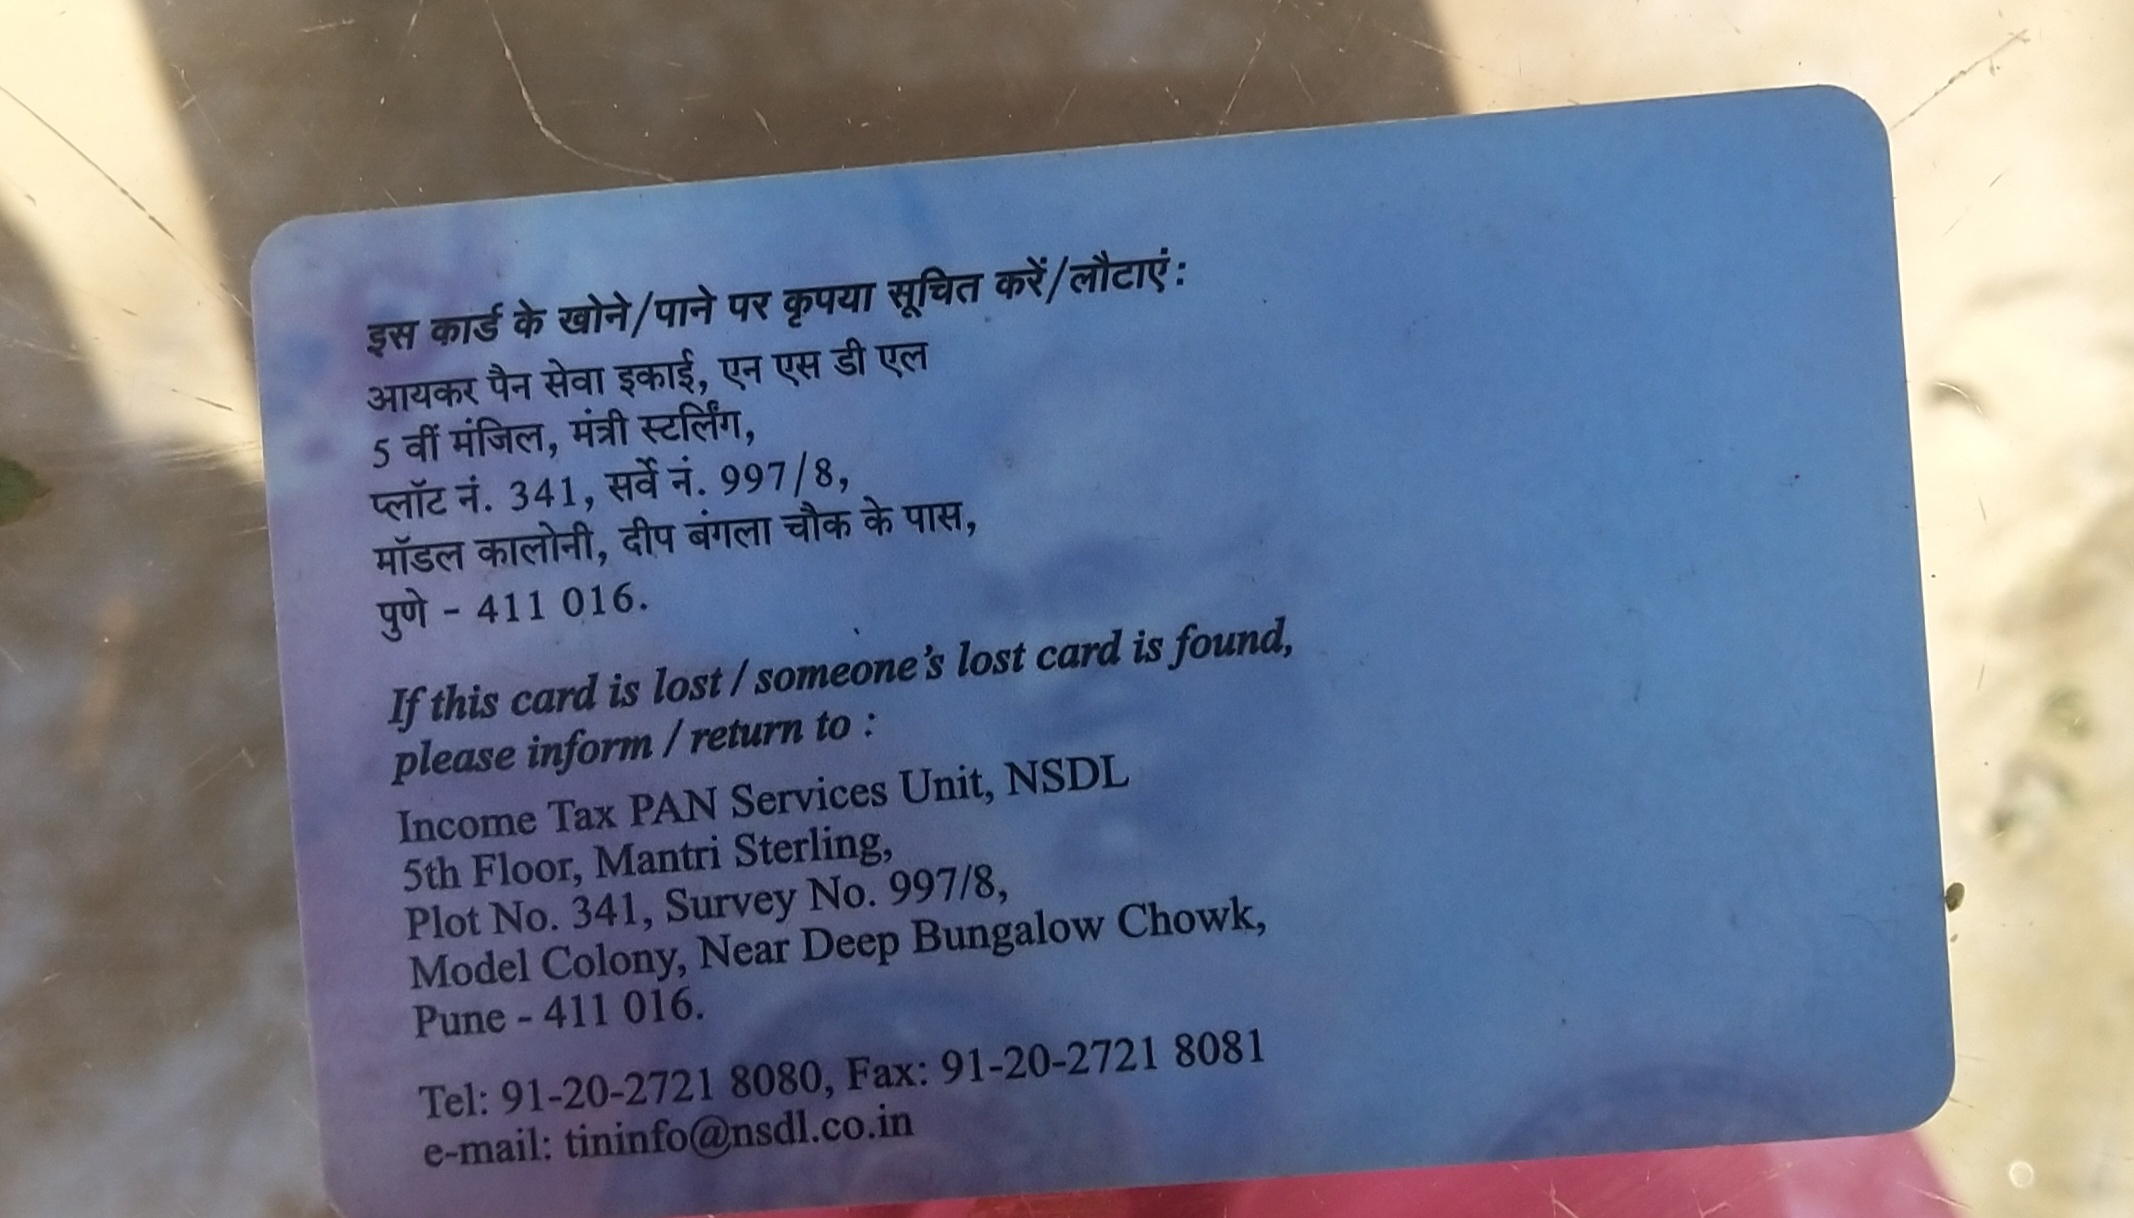 इस कार्ड के खोने/पाने पर कृपया सूचित करें/लौटाएं:
आयकर पैन सेवा इकाई, एन एस डी एल
5 वीं मंजिल, मंत्री स्टर्लिंग,
प्लॉट नं. 341, सर्वे नं. 997/8,
मॉडल कालोनी, दीप बंगला चौक के पास,
पुणे - 411 016.
If this card is lost / someone's lost card is found,
please inform / return to :
Income Tax PAN Services Unit, NSDL
5th Floor, Mantri Sterling,
Plot No. 341, Survey No. 997/8,
Model Colony, Near Deep Bungalow Chowk,
Pune - 411 016.
Tel: 91-20-2721 8080, Fax: 91-20-2721 8081
e-mail: tininfo@nsdl.co.in